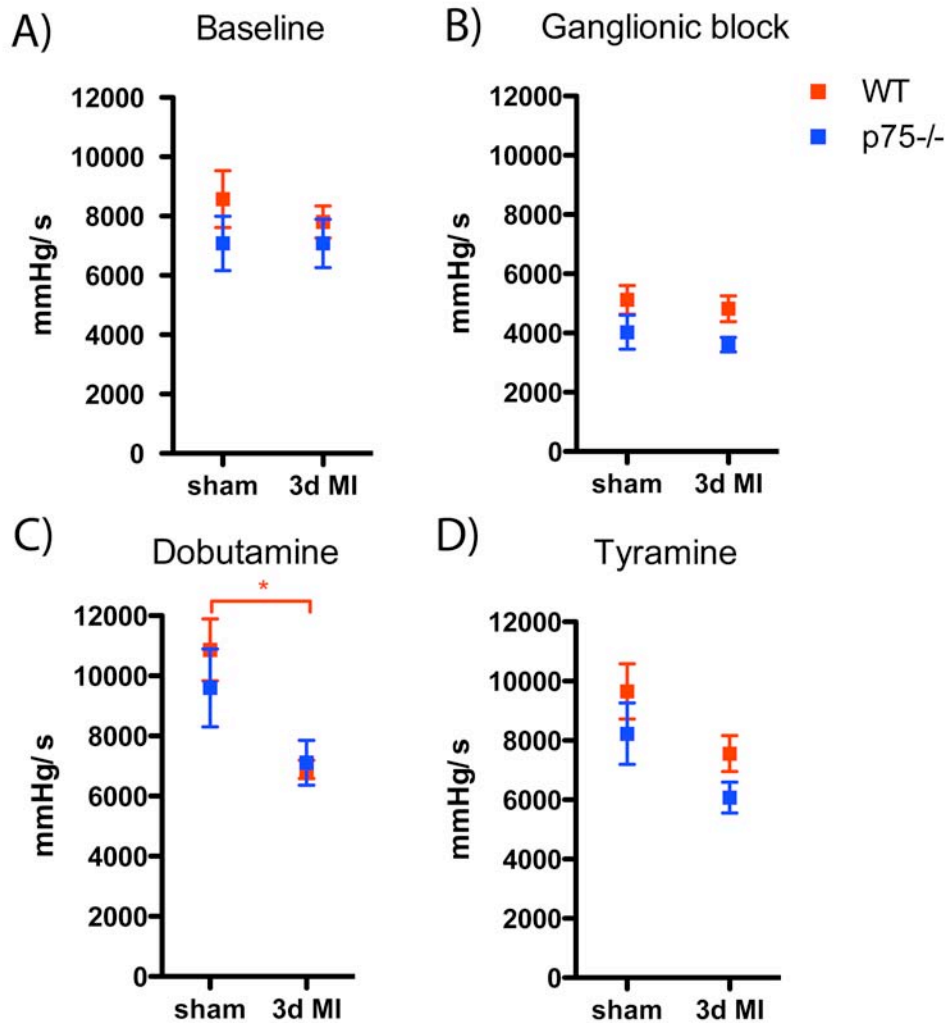 A) Baseline
12000
10000
8000
6000
4000
2000
0
mmHg/s
sham 3d MI
B) Ganglionic block
12000
10000
8000
6000
4000
2000
0
mmHg/s
sham 3d MI
WT
p75-/-
C) Dobutamine
*
12000
10000
8000
6000
4000
2000
0
mmHg/s
sham 3d MI
D) Tyramine
12000
10000
8000
6000
4000
2000
0
mmHg/s
sham 3d MI